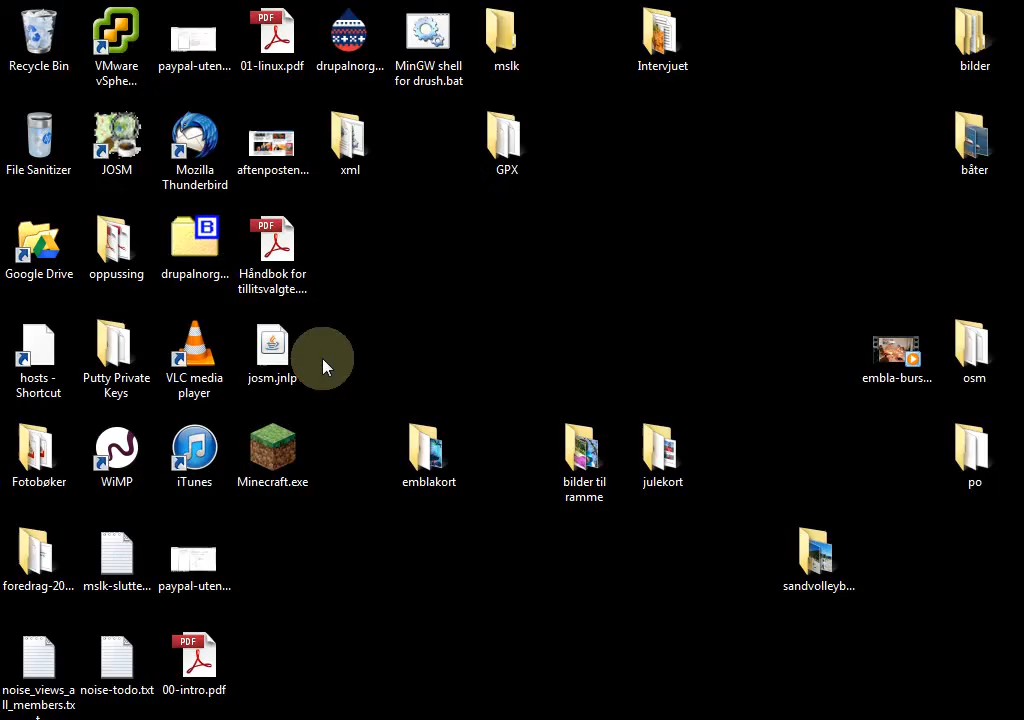 Recycle Bin
VMware
vSphe...
paypal-uten...
01-linux.pdf
drupalnorg...
MinGW shell
for drush.bat
mslk
Intervjuet
bilder
File Sanitizer
JOSM
Mozilla
Thunderbird
aftenposten...
xml
GPX
båter
Google Drive
oppussing
drupalnorg...
Håndbok for
tillitsvalgte....
hosts -
Shortcut
Putty Private
Keys
VLC media
player
josm.jnlp
embla-burs...
osm
Fotobøker
WiMP
iTunes
Minecraft.exe
emblakort
bilder til
ramme
julekort
po
foredrag-20...
mslk-slutte...
paypal-uten...
sandvolleyb...
noise_views_a
ll_members.tx
t
noise-todo.txt
00-intro.pdf
PDF
PDF
PDF
B